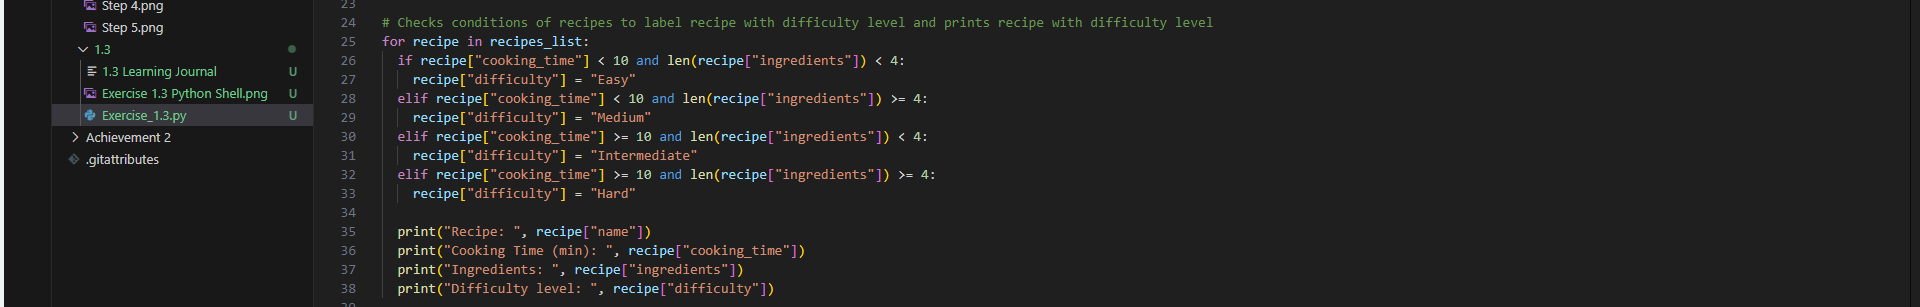 Step 4.png
Step 5.png
1.3
1.3 Learning Journal U
Exercise 1.3 Python Shell.png U
Exercise_1.3.py U
Achievement 2
.gitattributes
23
24 # Checks conditions of recipes to label recipe with difficulty level and prints recipe with difficulty level
25 for recipe in recipes_list:
26 if recipe["cooking_time"] < 10 and len(recipe["ingredients"]) < 4:
27 recipe["difficulty"] = "Easy"
28 elif recipe["cooking_time"] < 10 and len(recipe["ingredients"]) >= 4:
29 recipe["difficulty"] = "Medium"
30 elif recipe["cooking_time"] >= 10 and len(recipe["ingredients"]) < 4:
31 recipe["difficulty"] = "Intermediate"
32 elif recipe["cooking_time"] >= 10 and len(recipe["ingredients"]) >= 4:
33 recipe["difficulty"] = "Hard"
34
35 print("Recipe: ", recipe["name"])
36 print("Cooking Time (min): ", recipe["cooking_time"])
37 print("Ingredients: ", recipe["ingredients"])
38 print("Difficulty level: ", recipe["difficulty"])